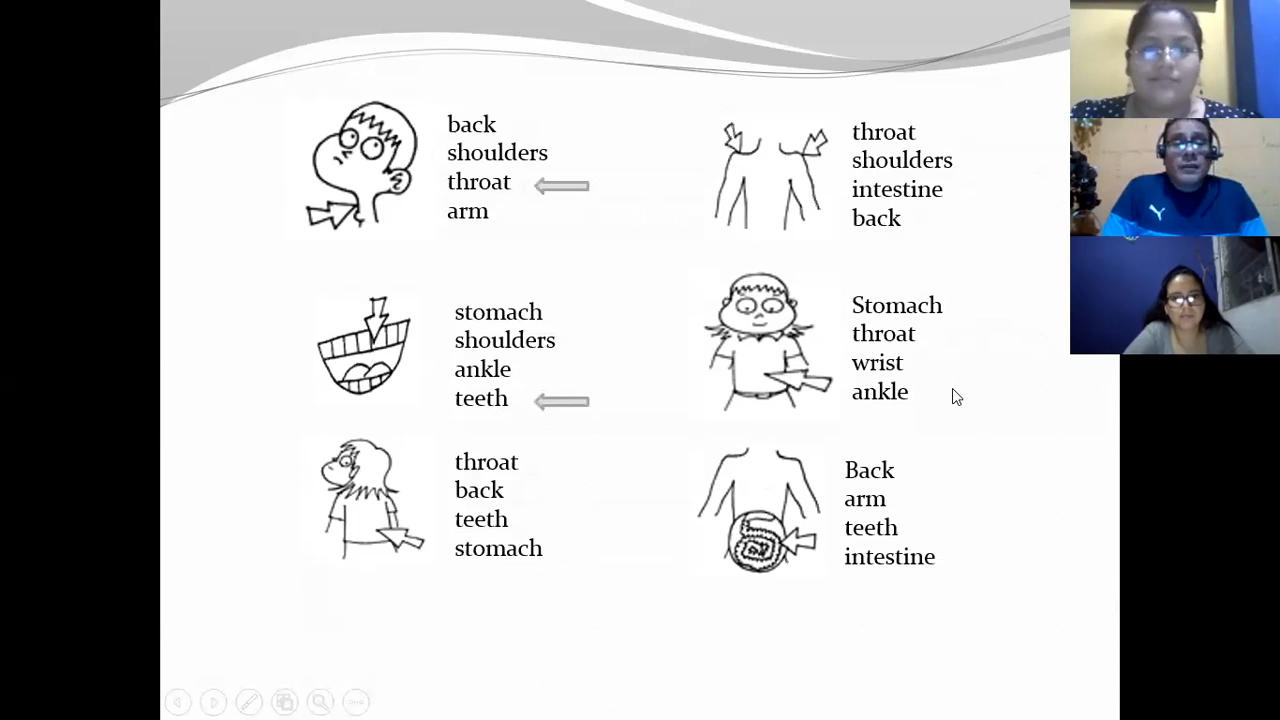 back
shoulders
throat
arm
throat
shoulders
intestine
back
stomach
shoulders
ankle
teeth
Stomach
throat
wrist
ankle
throat
back
teeth
stomach
Back
arm
teeth
intestine